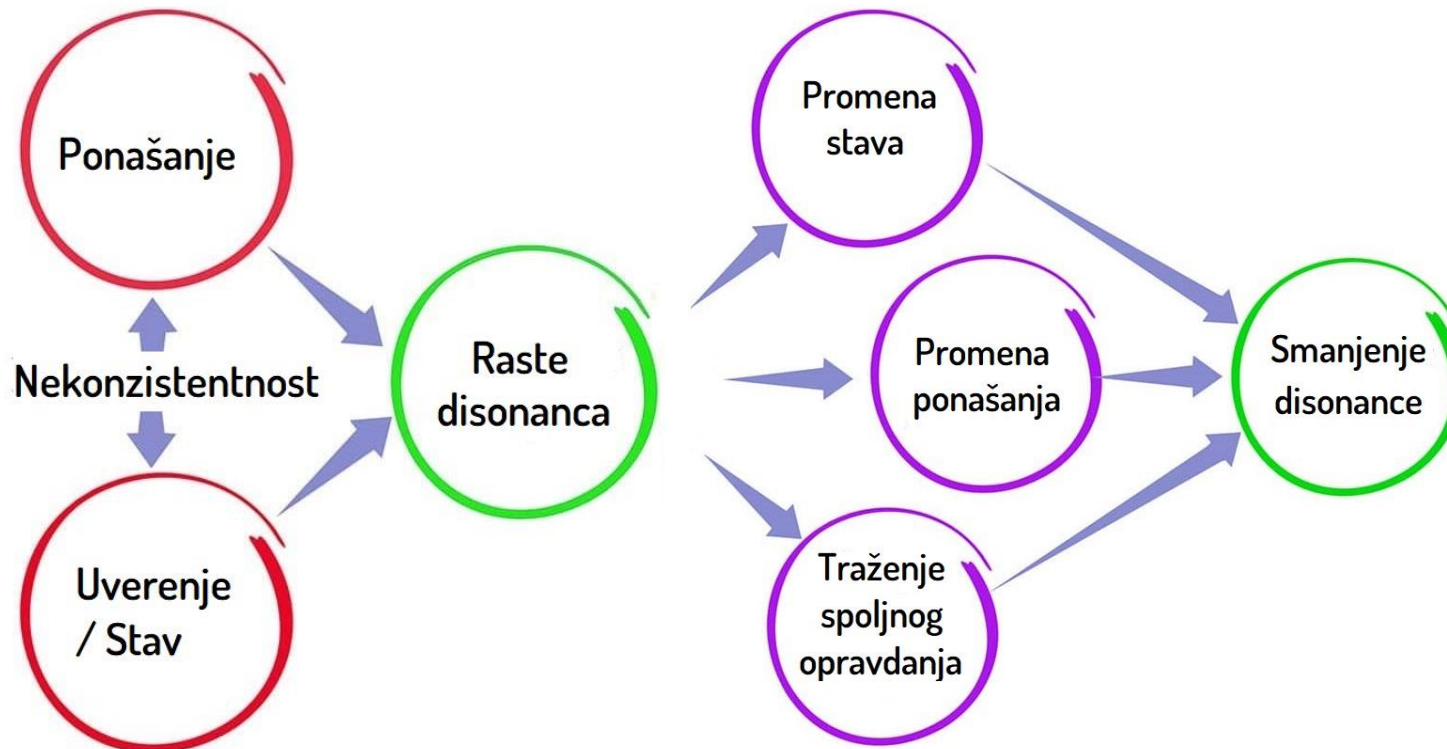 Ponašanje
Nekonzistentnost
Uverenje
/ Stav
Raste
disonanca
Promena
stava
Promena
ponašanja
Traženje
spoljnog
opravdanja
Smanjenje
disonance